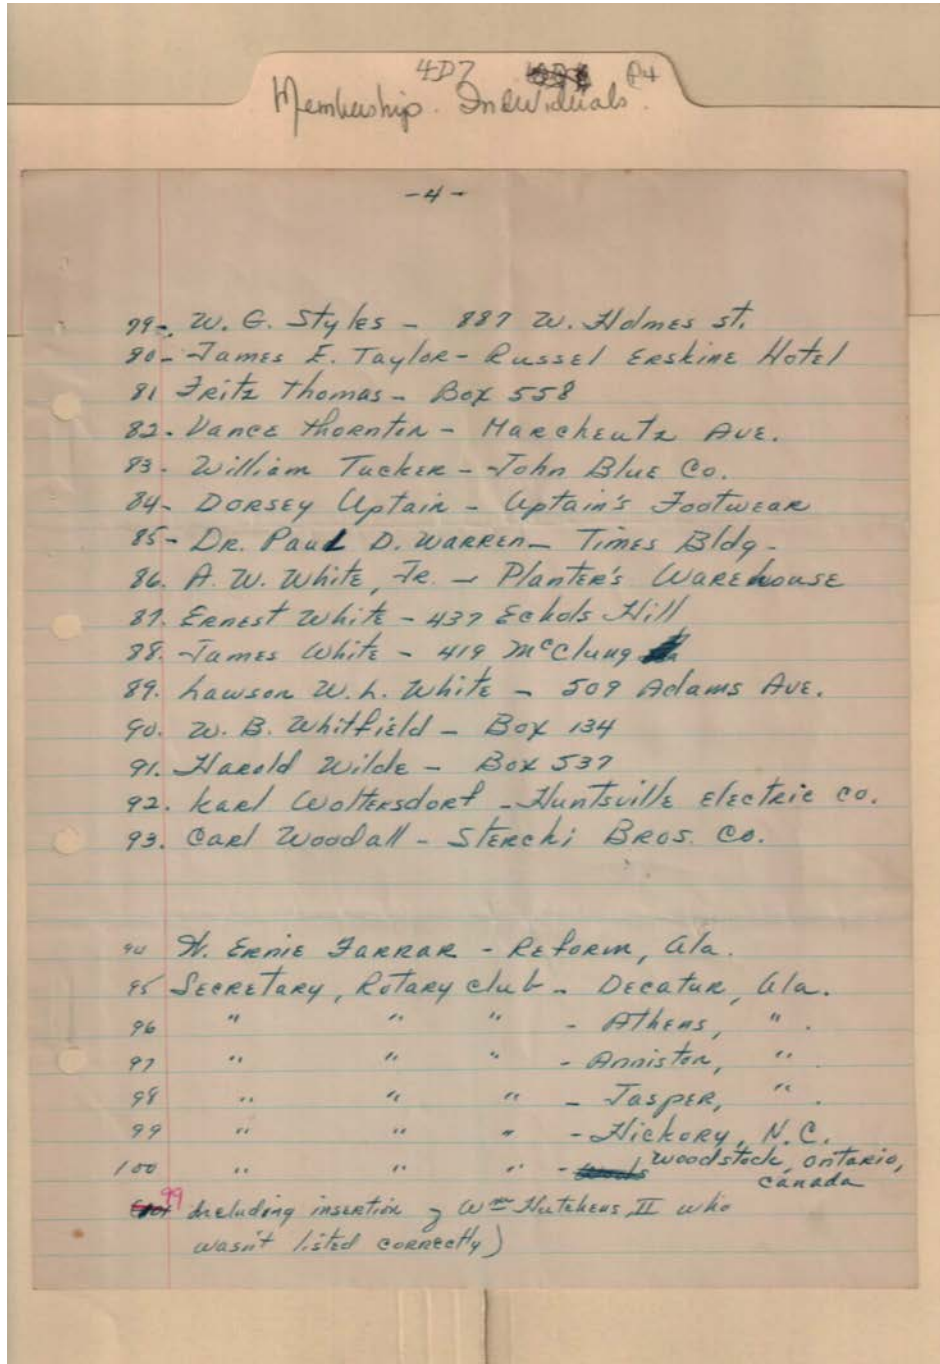 4D7 P4
Membership. Individuals.
-4-
79-. W. G. Styles - 887 W. Holmes st.
80- James E. Taylor- Russel Erskine Hotel
81 Fritz Thomas- Box 558
82. Vance Thornton - Marcheutz Ave.
83. William Tucker - John Blue Co.
84- Dorsey Uptain - Uptain's Footwear
85- Dr. Paul D. Warren- Times Bldg-
86. A. W. White, Jr. - Planter's Warehouse
87. Ernest White - 437 Echols Hill
88. James White - 419 McClung
89. Lawson W. L. White - 509 Adams Ave.
90. W. B. Whitfield - Box 134
91. Harold Wilde - Box 537
92. Karl Woltersdorf - Huntsville Electric Co.
93. Carl Woodall - Sterchi Bros. Co.
94 H. Ernie Farrar - Reform, Ala.
95 Secretary, Rotary club - Decatur, Ala.
96 " " " - Athens, " .
97 " " " - Anniston, " .
98 " " " - Jasper, " .
99 " " " - Hickory, N.C.
100 " " " - Woodstock, Ontario,
Canada
99 including insertion of Wm Hutchens, II who
wasn't listed correctly)